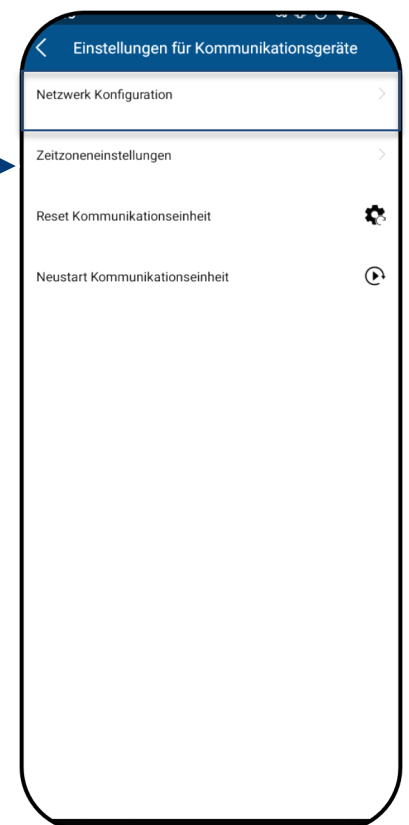 Einstellungen für Kommunikationsgeräte
Netzwerk Konfiguration
Zeitzoneneinstellungen
Reset Kommunikationseinheit
Neustart Kommunikationseinheit